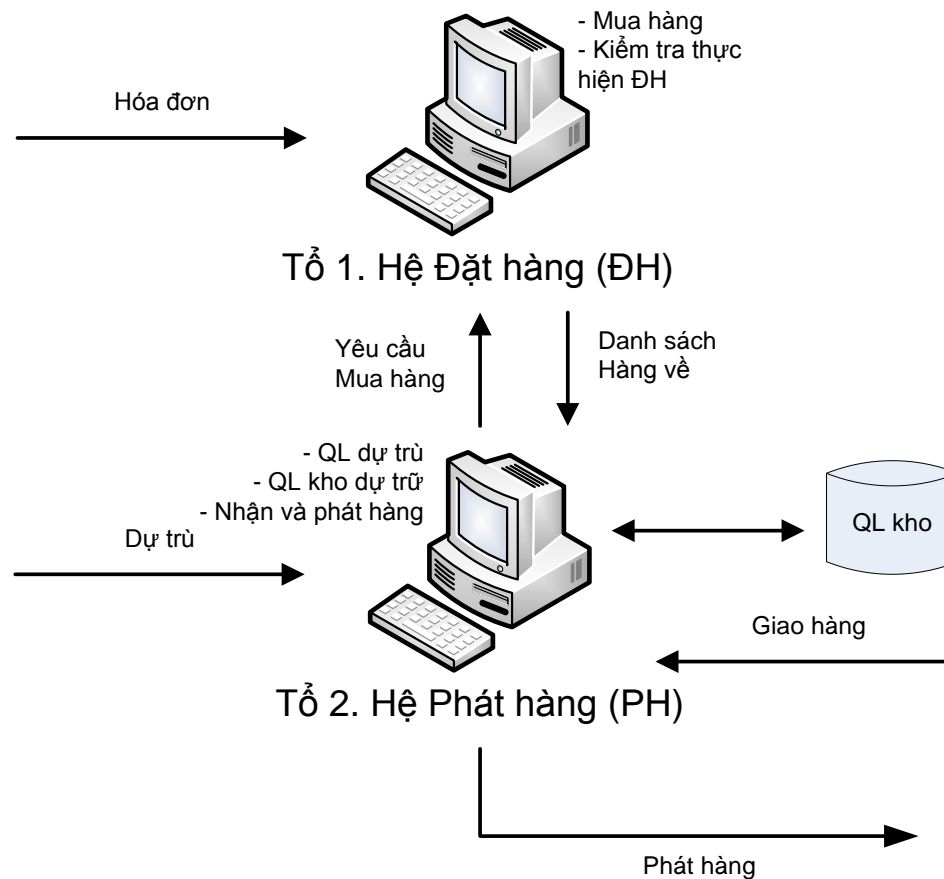 - Mua hàng
- Kiểm tra thực
hiện ĐH
Hóa đơn
Tổ 1. Hệ Đặt hàng (ĐH)
Yêu cầu
Mua hàng
Danh sách
Hàng về
- QL dự trù
- QL kho dự trữ
- Nhận và phát hàng
Dự trù
QL kho
Giao hàng
Tổ 2. Hệ Phát hàng (PH)
Phát hàng